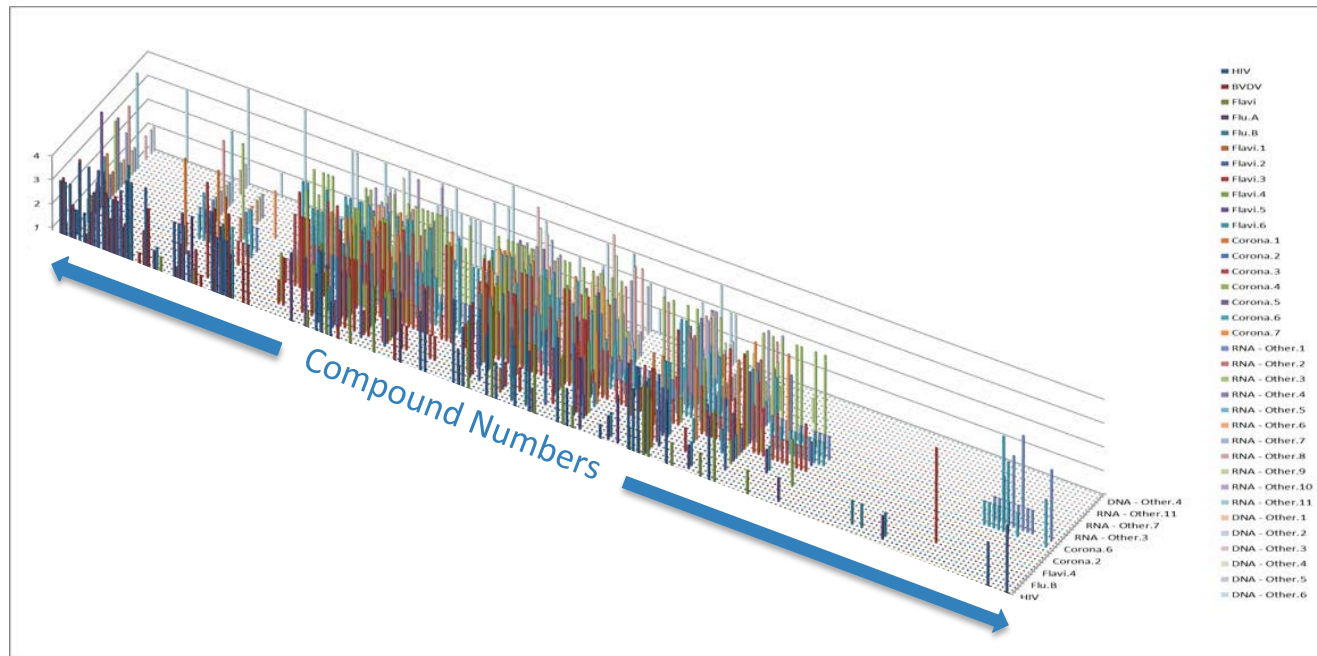 4
3
2
1
Compound Numbers
DNA - Other.4
RNA - Other.11
RNA - Other.7
RNA - Other.3
Corona.6
Corona.2
Flavi.4
Flu.B
HIV
HIV
BVDV
Flavi
Flu.A
Flu.B
Flavi.1
Flavi.2
Flavi.3
Flavi.4
Flavi.5
Flavi.6
Corona.1
Corona.2
Corona.3
Corona.4
Corona.5
Corona.6
Corona.7
RNA - Other.1
RNA - Other.2
RNA - Other.3
RNA - Other.4
RNA - Other.5
RNA - Other.6
RNA - Other.7
RNA - Other.8
RNA - Other.9
RNA - Other.10
RNA - Other.11
DNA - Other.1
DNA - Other.2
DNA - Other.3
DNA - Other.4
DNA - Other.5
DNA - Other.6